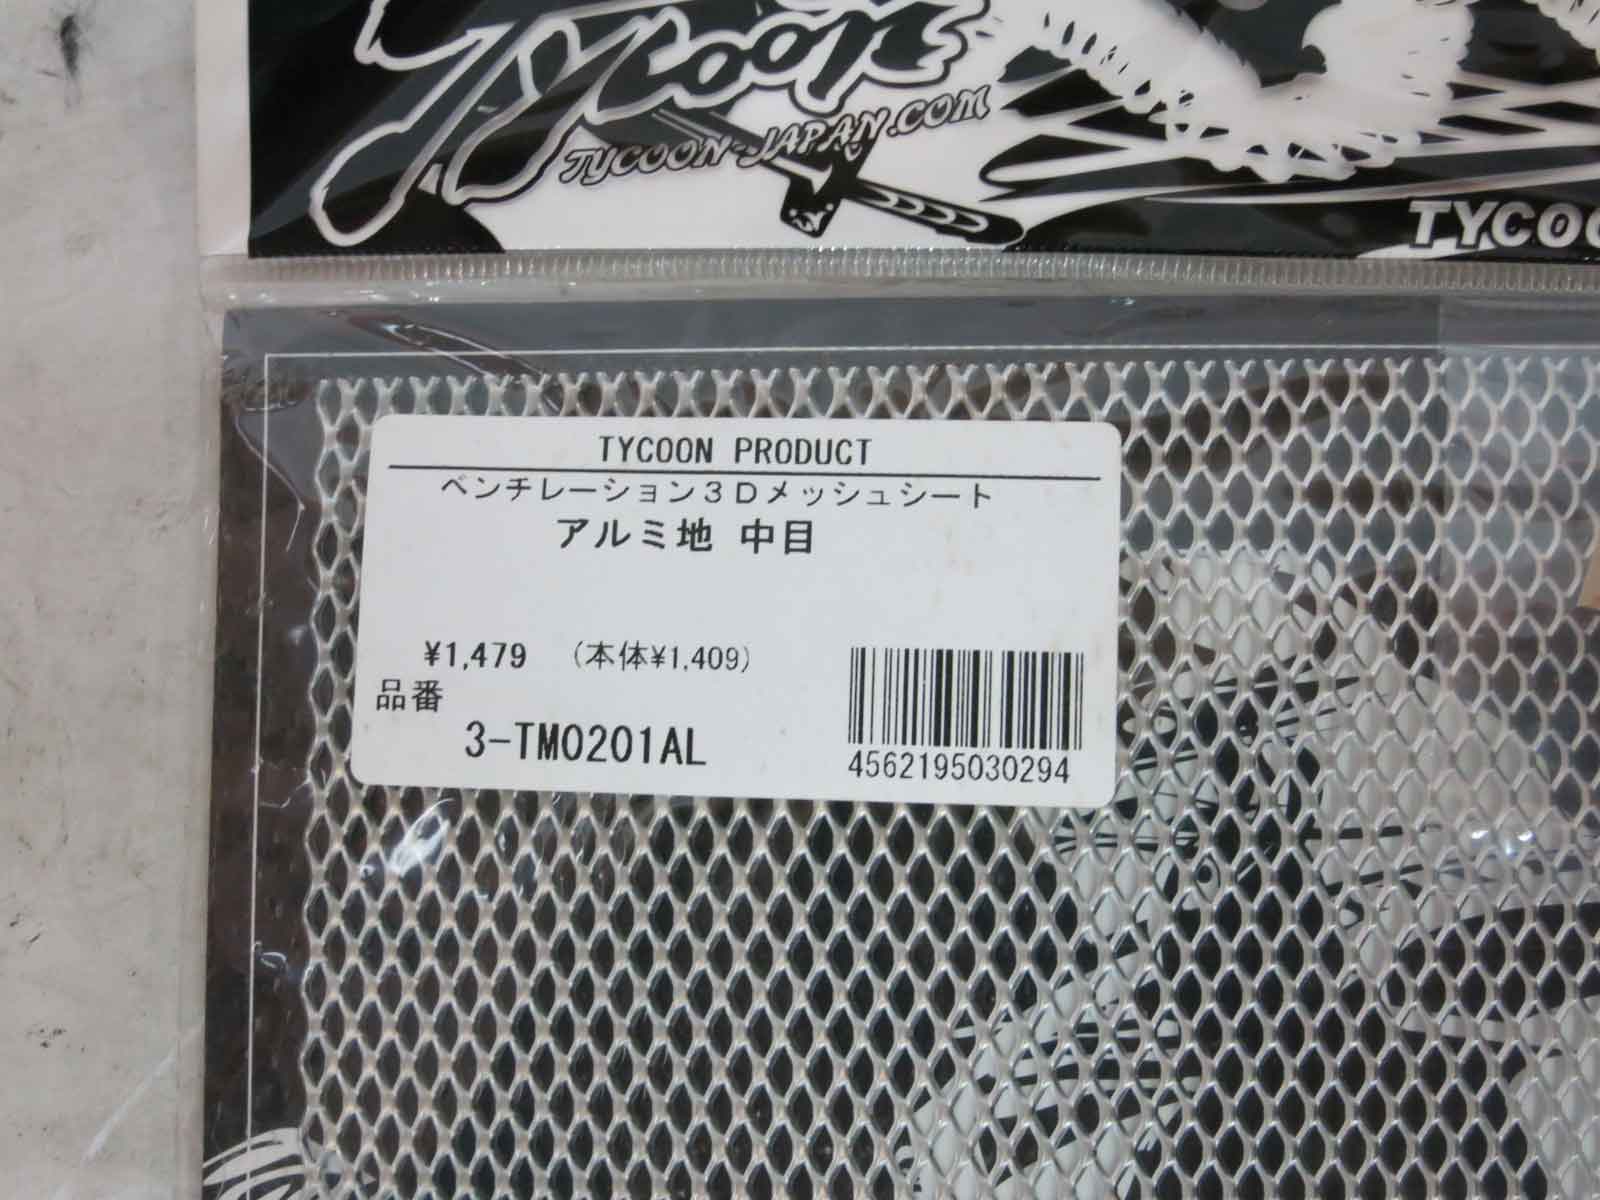 Tycoon
TYCOON-JAPAN.COM
TYCOO
TYCOON PRODUCT
ベンチレーション3Dメッシュシート
アルミ地 中目
¥1,479 (本体¥1,409)
品番
3-TM0201AL
4562195030294